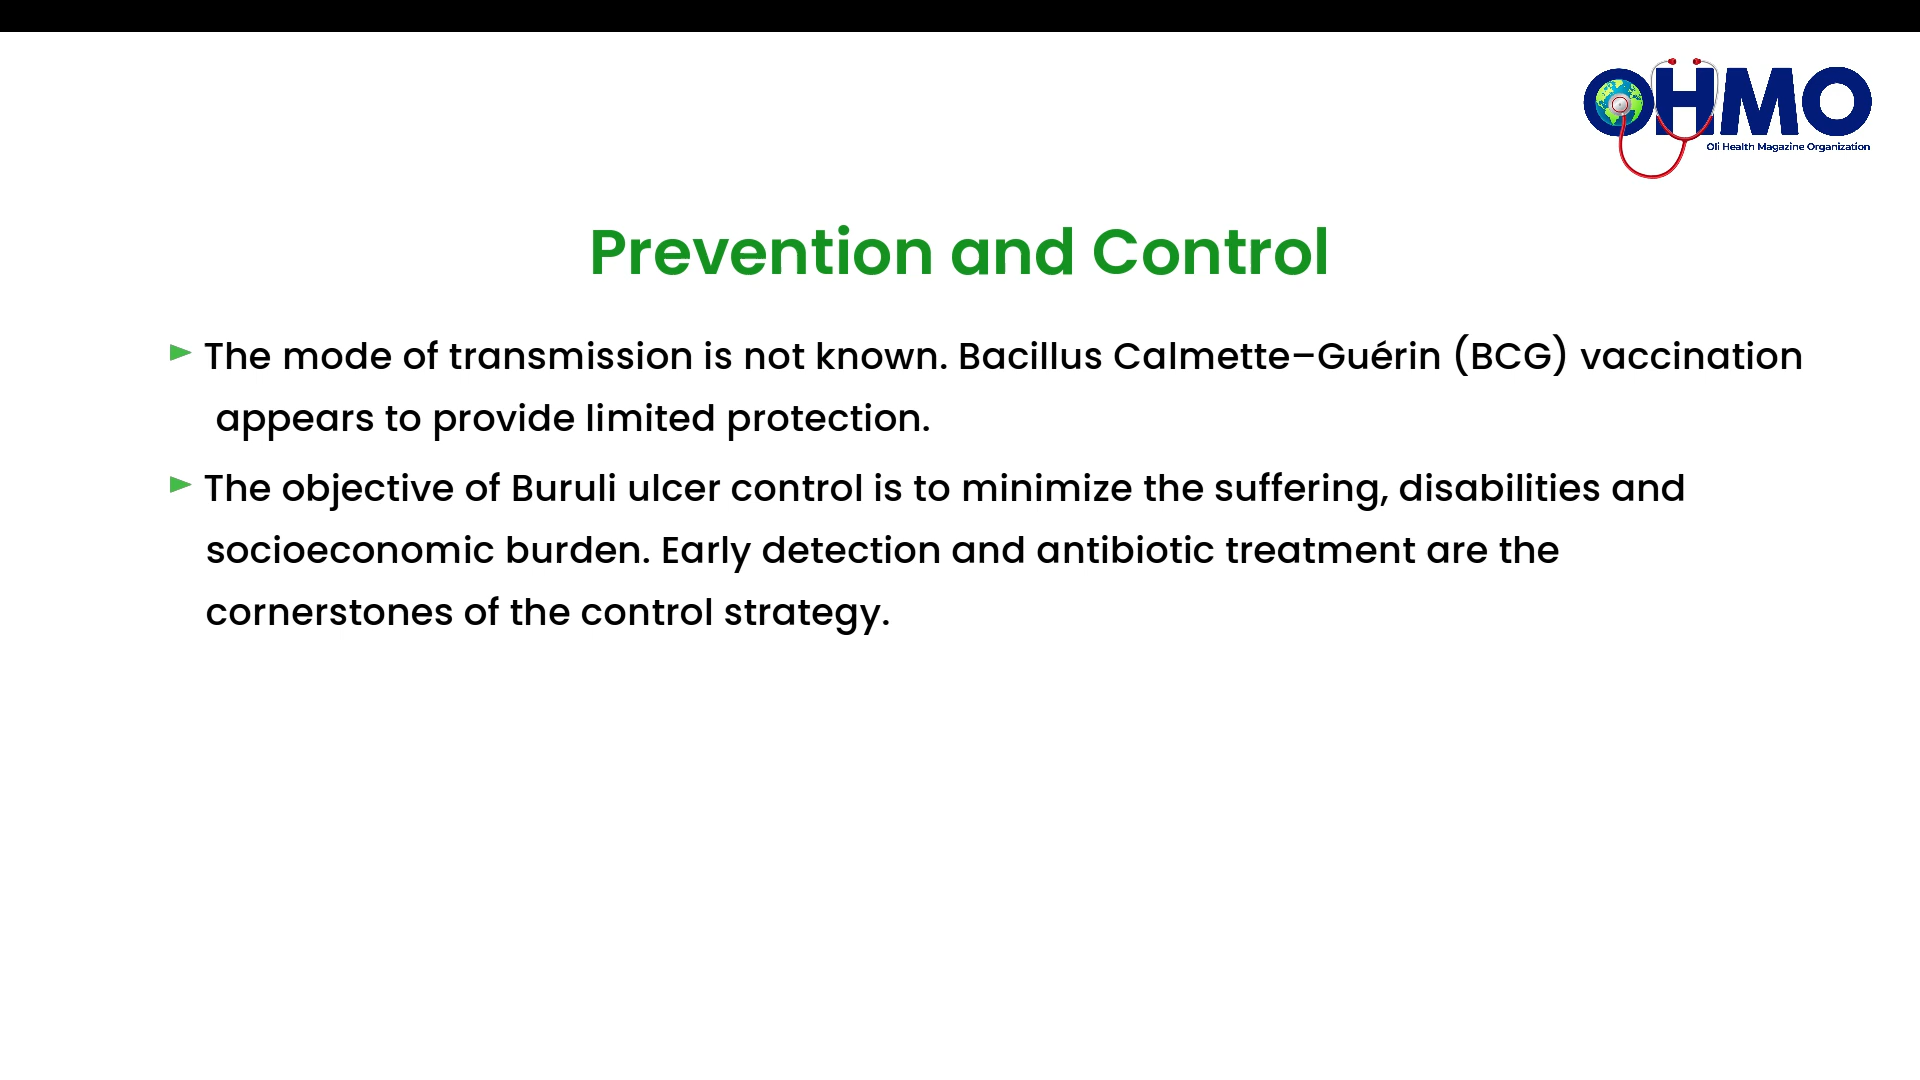 OHMO
Oli Health Magazine Organization
Prevention and Control
► The mode of transmission is not known. Bacillus Calmette–Guérin (BCG) vaccination
appears to provide limited protection.
► The objective of Buruli ulcer control is to minimize the suffering, disabilities and
socioeconomic burden. Early detection and antibiotic treatment are the
cornerstones of the control strategy.